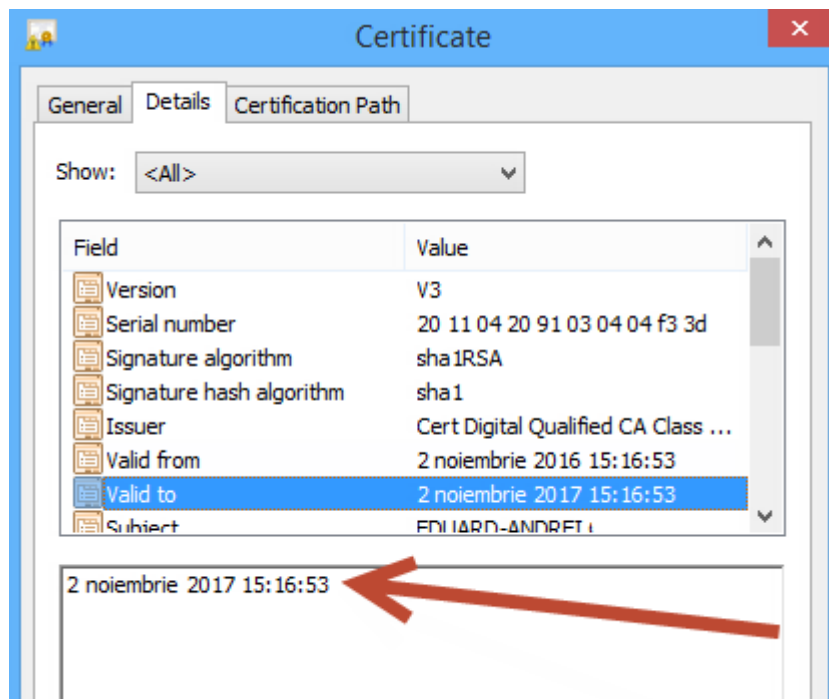 Certificate
General Details Certification Path
Show: <All>
Field Value
Version V3
Serial number 20 11 04 20 91 03 04 04 f3 3d
Signature algorithm sha1RSA
Signature hash algorithm sha1
Issuer Cert Digital Qualified CA Class ...
Valid from 2 noiembrie 2016 15:16:53
Valid to 2 noiembrie 2017 15:16:53
Subject EDUARD-ANDREI
2 noiembrie 2017 15:16:53